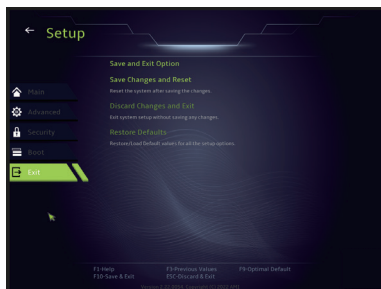 Setup
Save and Exit Option
Save Changes and Reset
Reset the system after saving the changes.
Discard Changes and Exit
Exit system setup without saving any changes.
Restore Defaults
Restore/Load Default values for all the setup options.
Main
Advanced
Security
Boot
Exit
F1-Help F3-Previous Values F9-Optimal Default
F10-Save & Exit ESC-Discard & Exit